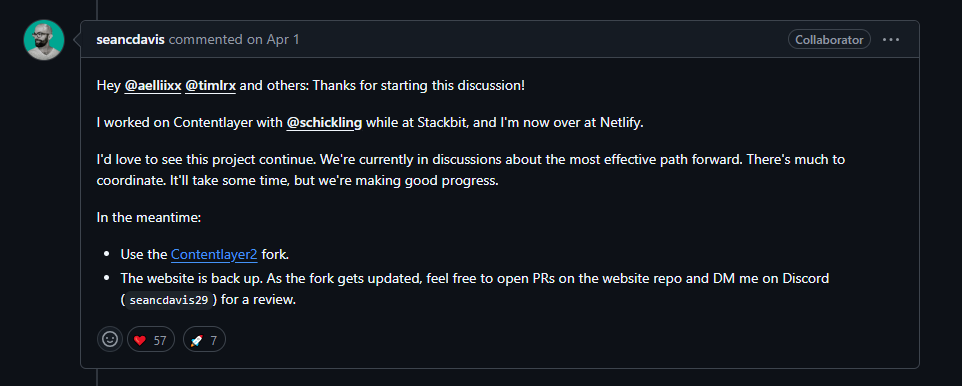 seancdavis commented on Apr 1
Collaborator
Hey @aelliixx @timlrx and others: Thanks for starting this discussion!
I worked on Contentlayer with @schickling while at Stackbit, and I'm now over at Netlify.
I'd love to see this project continue. We're currently in discussions about the most effective path forward. There's much to
coordinate. It'll take some time, but we're making good progress.
In the meantime:
• Use the Contentlayer2 fork.
• The website is back up. As the fork gets updated, feel free to open PRs on the website repo and DM me on Discord
(seancdavis29) for a review.
57
7